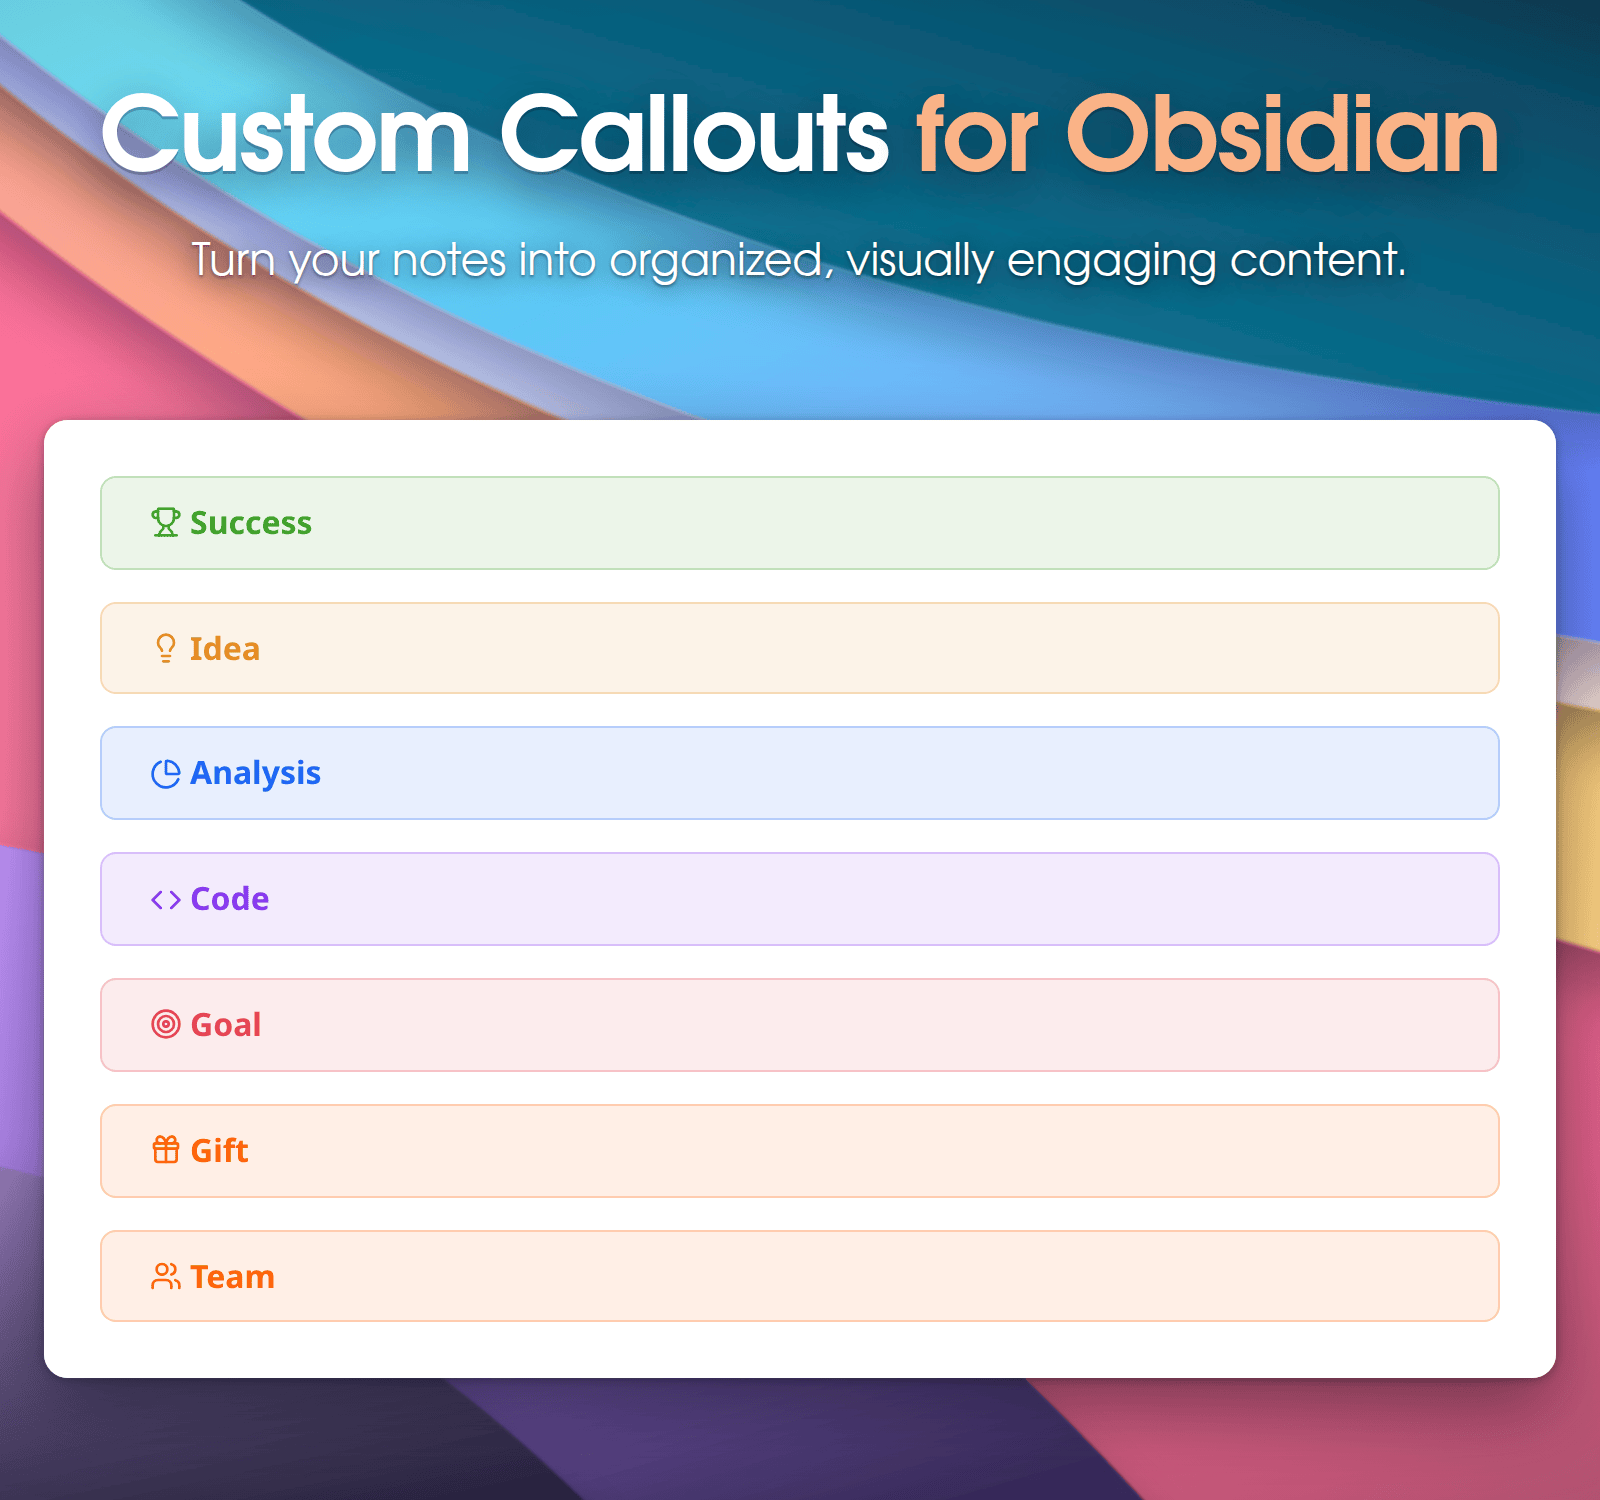 Custom Callouts for Obsidian
Turn your notes into organized, visually engaging content.
Success
Idea
Analysis
Code
Goal
Gift
Team